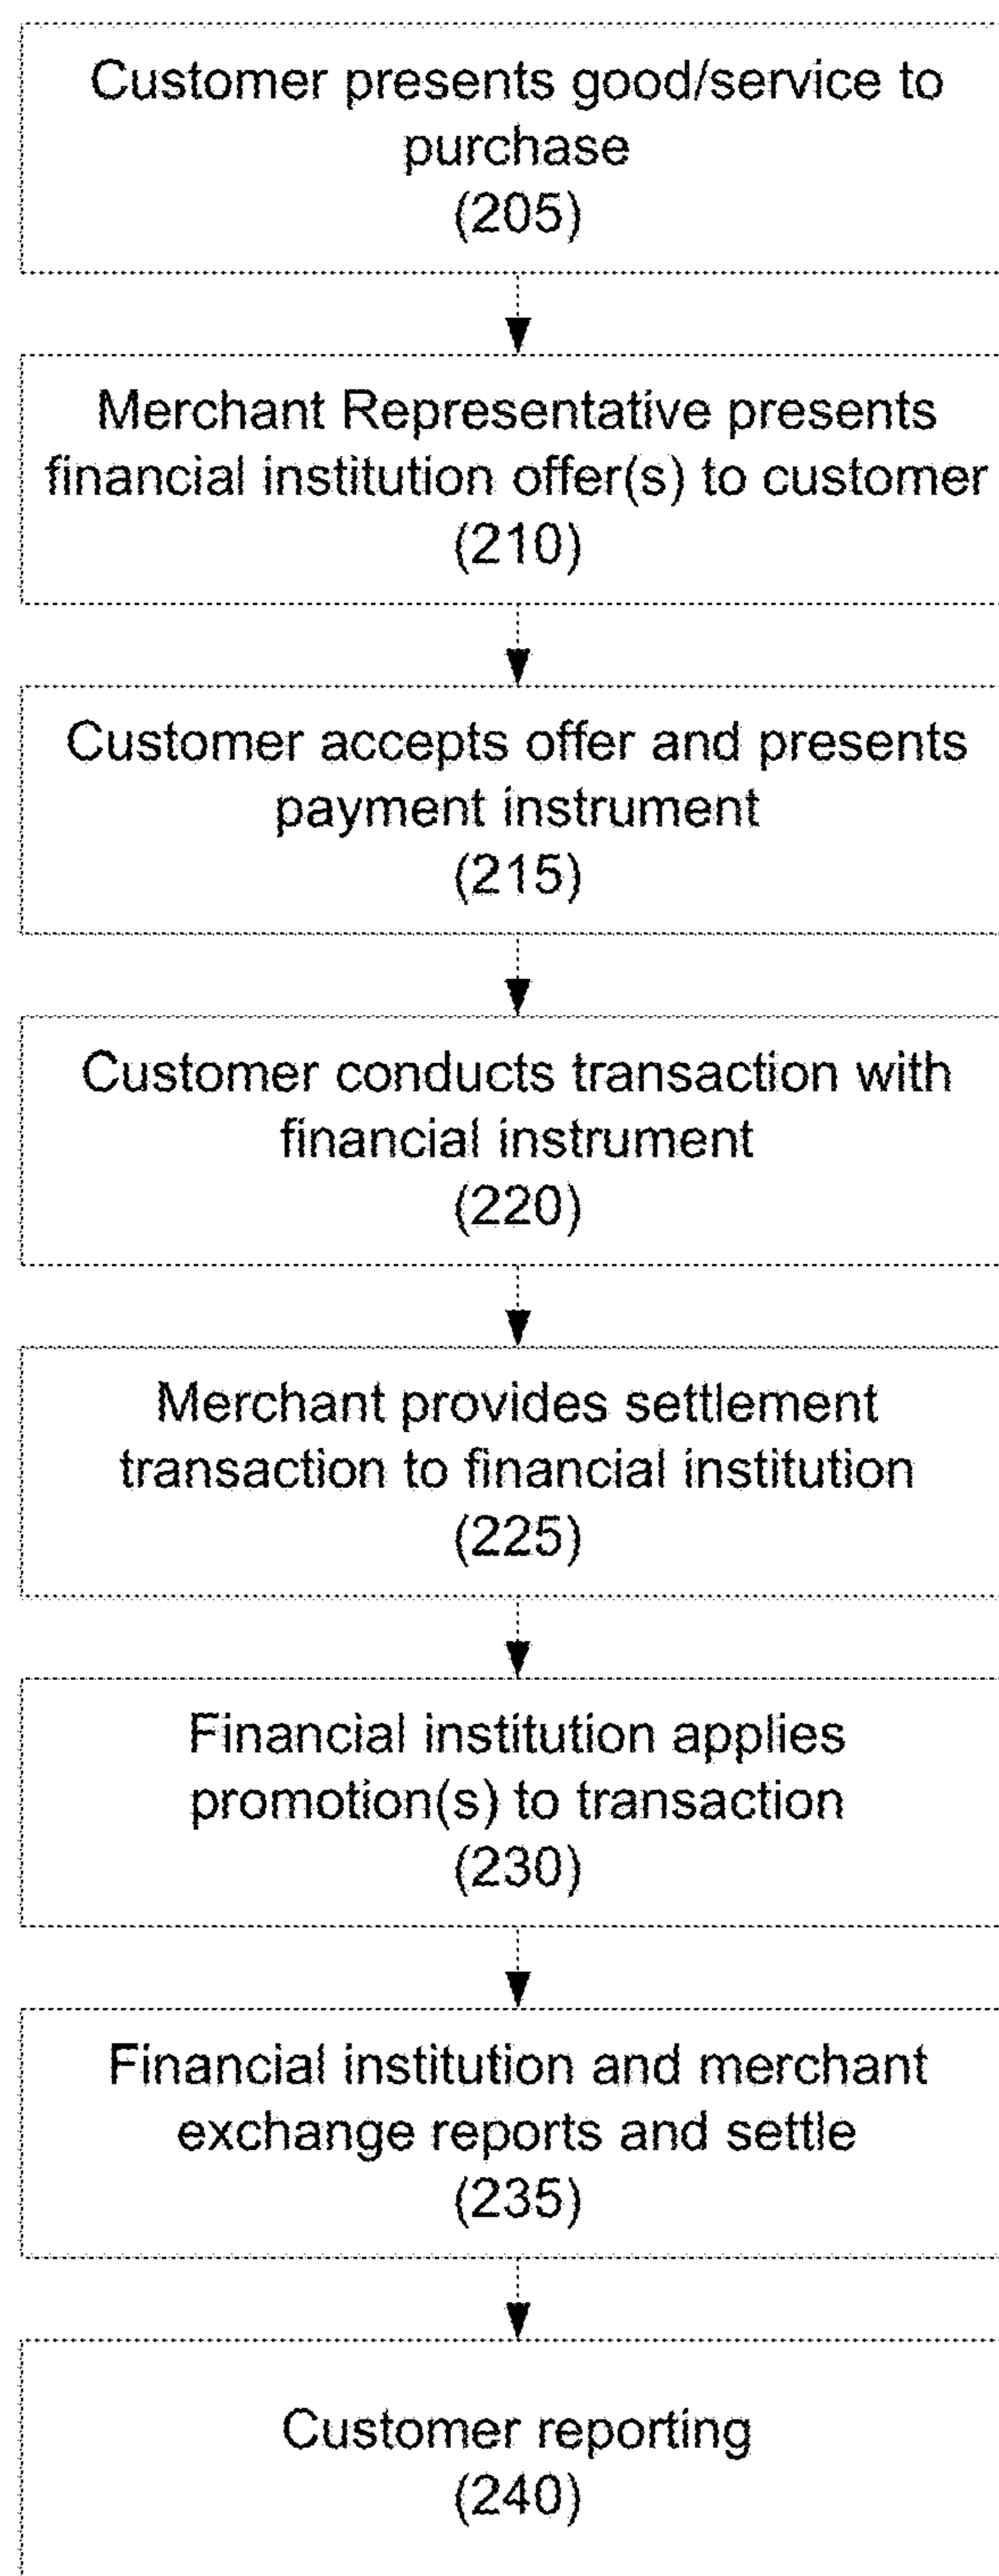 Customer presents good/service to
purchase
(205)
Merchant Representative presents
financial institution offer(s) to customer
(210)
Customer accepts offer and presents
payment instrument
(215)
Customer conducts transaction with
financial instrument
(220)
Merchant provides settlement
transaction to financial institution
(225)
Financial institution applies
promotion(s) to transaction
(230)
Financial institution and merchant
exchange reports and settle
(235)
Customer reporting
(240)